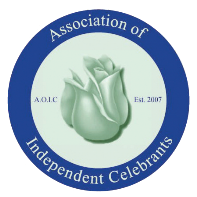 Association of
A.O.I.C
Est. 2007
Independent Celebrants